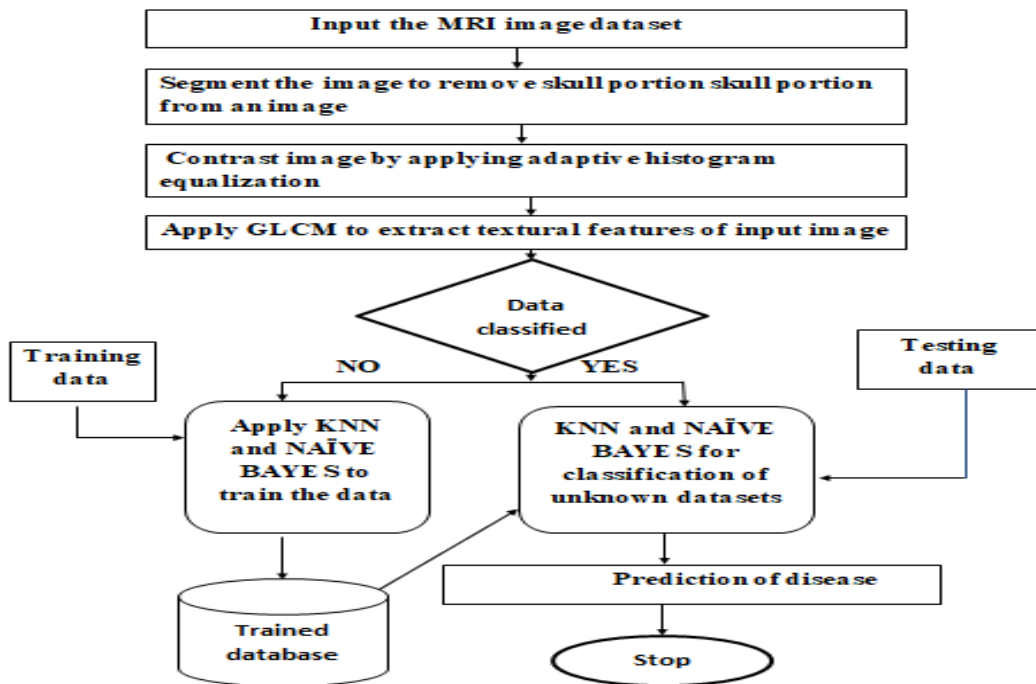 Input the MRI image dataset
Segment the image to remove skull portion skull portion
from an image
Contrast image by applying adaptive histogram
equalization
Apply GLCM to extract textural features of input image
Data
classified
NO
YES
Training
data
Testing
data
Apply KNN
and NAÏVE
BAYES to
train the data
KNN and NAÏVE
BAYES for
classification of
unknown datasets
Trained
database
Prediction of disease
Stop